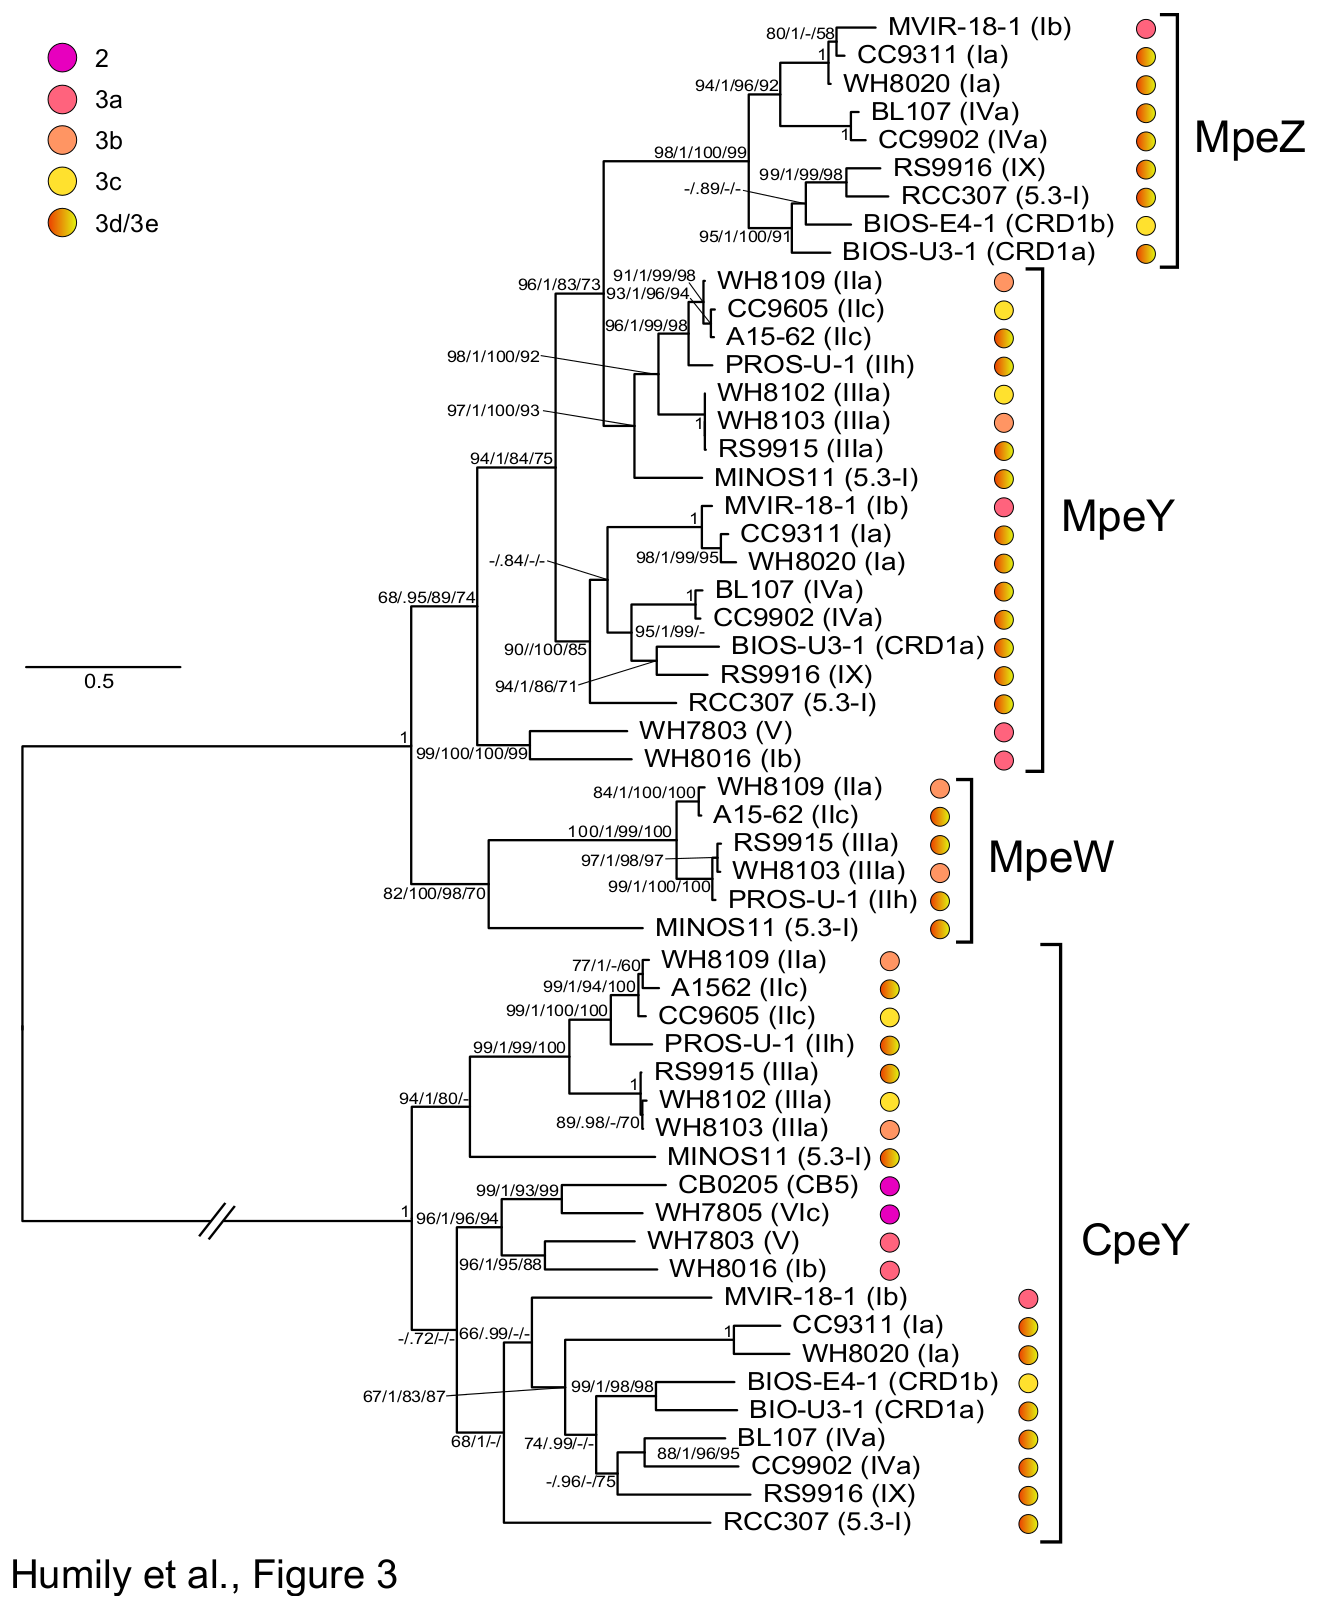 2
3a
3b
3c
3d/3e
0.5
80/1/-/58
MVIR-18-1 (Ib)
1
CC9311 (Ia)
WH8020 (Ia)
94/1/96/92
BL107 (IVa)
1
CC9902 (IVa)
98/1/100/99
RS9916 (IX)
99/1/99/98
RCC307 (5.3-I)
-/.89/-/-
BIOS-E4-1 (CRD1b)
95/1/100/91
BIOS-U3-1 (CRD1a)
MpeZ
96/1/83/73
91/1/99/98
WH8109 (IIa)
93/1/96/94
CC9605 (IIc)
96/1/99/98
A15-62 (IIc)
98/1/100/92
PROS-U-1 (IIh)
WH8102 (IIIa)
97/1/100/93
1
WH8103 (IIIa)
RS9915 (IIIa)
94/1/84/75
MINOS11 (5.3-I)
1
MVIR-18-1 (Ib)
CC9311 (Ia)
98/1/99/95
WH8020 (Ia)
-/.84/-/-
1
BL107 (IVa)
CC9902 (IVa)
68/.95/89/74
95/1/99/-
BIOS-U3-1 (CRD1a)
90//100/85
RS9916 (IX)
94/1/86/71
RCC307 (5.3-I)
WH7803 (V)
1
99/100/100/99
WH8016 (Ib)
MpeY
84/1/100/100
WH8109 (IIa)
A15-62 (IIc)
100/1/99/100
RS9915 (IIIa)
97/1/98/97
WH8103 (IIIa)
99/1/100/100
82/100/98/70
PROS-U-1 (IIh)
MINOS11 (5.3-I)
MpeW
77/1/-/60
WH8109 (IIa)
99/1/94/100
A1562 (IIc)
99/1/100/100
CC9605 (IIc)
99/1/99/100
PROS-U-1 (IIh)
RS9915 (IIIa)
1
94/1/80/-
WH8102 (IIIa)
89/.98/-/70
WH8103 (IIIa)
MINOS11 (5.3-I)
99/1/93/99
CB0205 (CB5)
1
96/1/96/94
WH7805 (VIc)
WH7803 (V)
96/1/95/88
WH8016 (Ib)
MVIR-18-1 (Ib)
-/.72/-/-
66/.99/-/-
1
CC9311 (Ia)
WH8020 (Ia)
67/1/83/87
99/1/98/98
BIOS-E4-1 (CRD1b)
BIO-U3-1 (CRD1a)
68/1/-/
74/.99/-/-
BL107 (IVa)
88/1/96/95
CC9902 (IVa)
-/.96/-/75
RS9916 (IX)
RCC307 (5.3-I)
CpeY
Humily et al., Figure 3